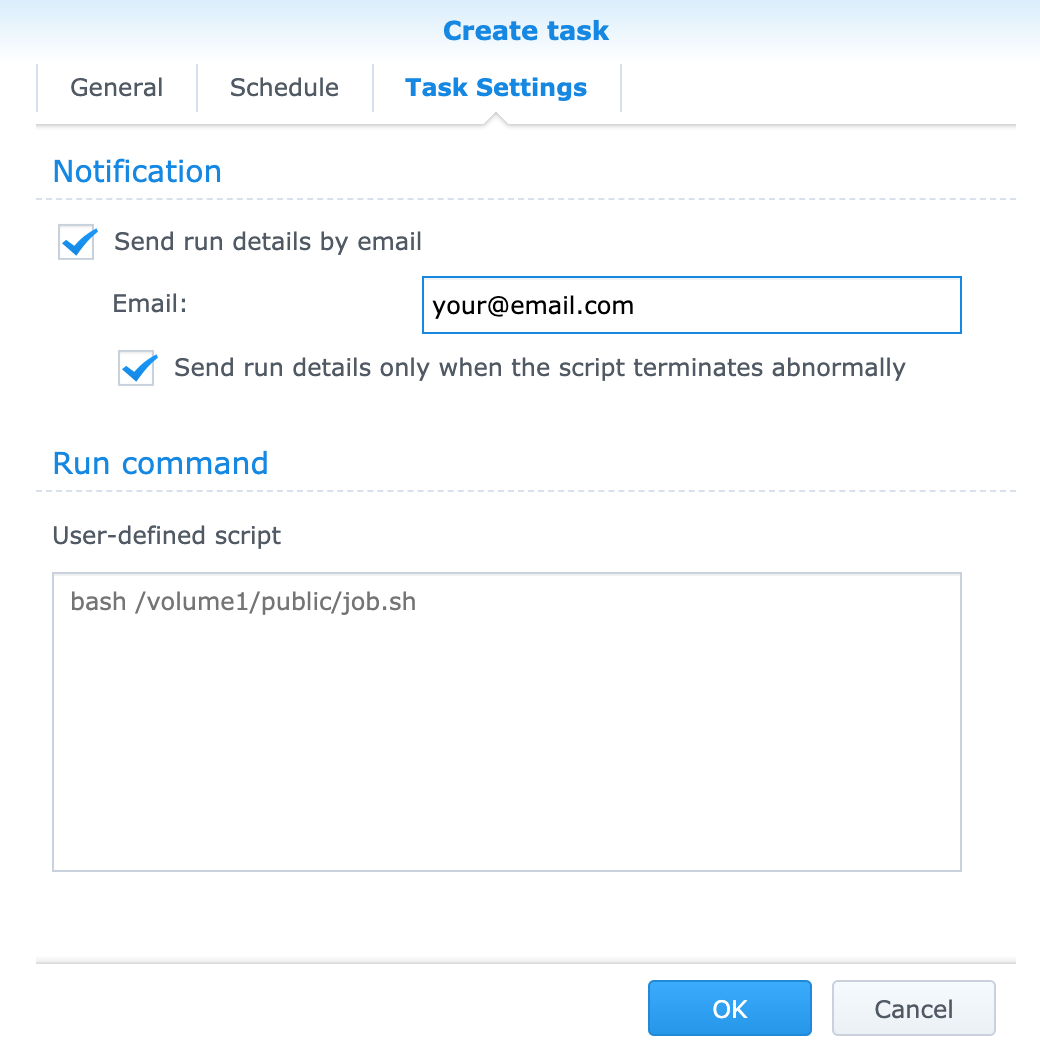 Create task
General Schedule Task Settings
Notification
Send run details by email
Email: your@email.com
Send run details only when the script terminates abnormally
Run command
User-defined script
bash /volume1/public/job.sh
OK Cancel